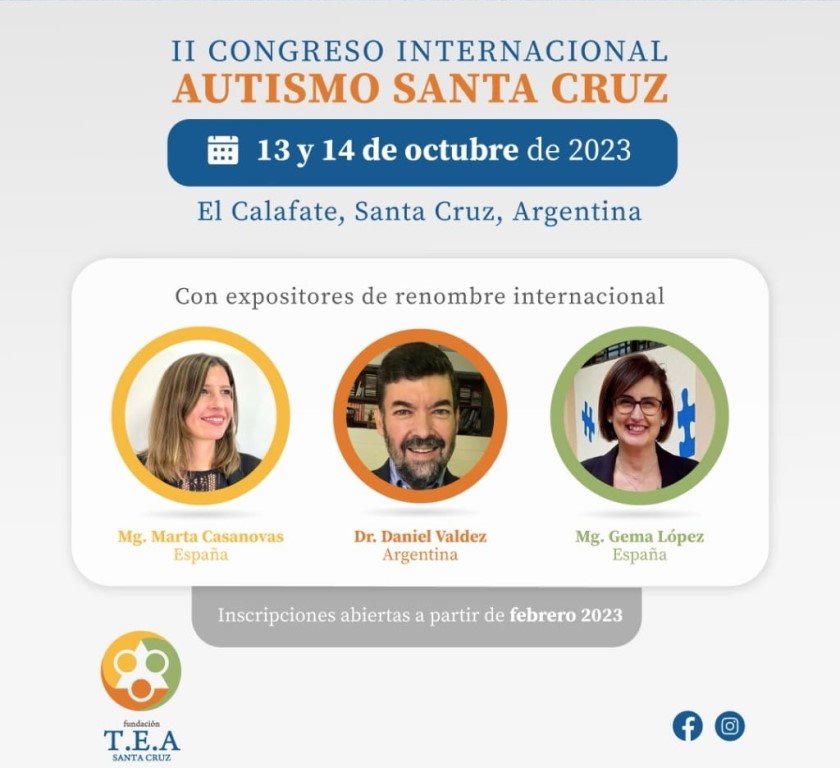 II CONGRESO INTERNACIONAL
AUTISMO SANTA CRUZ
13 y 14 de octubre de 2023
El Calafate, Santa Cruz, Argentina
Con expositores de renombre internacional
Mg. Marta Casanovas
España
Dr. Daniel Valdez
Argentina
Mg. Gema López
España
Inscripciones abiertas a partir de febrero 2023
fundación
T.E.A
SANTA CRUZ